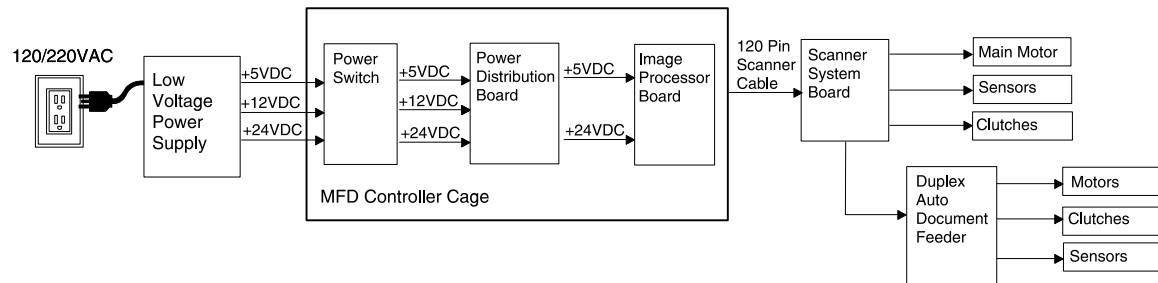 120/220VAC
Low
Voltage
Power
Supply
+5VDC
+12VDC
+24VDC
Power
Switch
+5VDC
+12VDC
+24VDC
Power
Distribution
Board
+5VDC
+24VDC
Image
Processor
Board
MFD Controller Cage
120 Pin
Scanner
Cable
Scanner
System
Board
Main Motor
Sensors
Clutches
Duplex
Auto
Document
Feeder
Motors
Clutches
Sensors